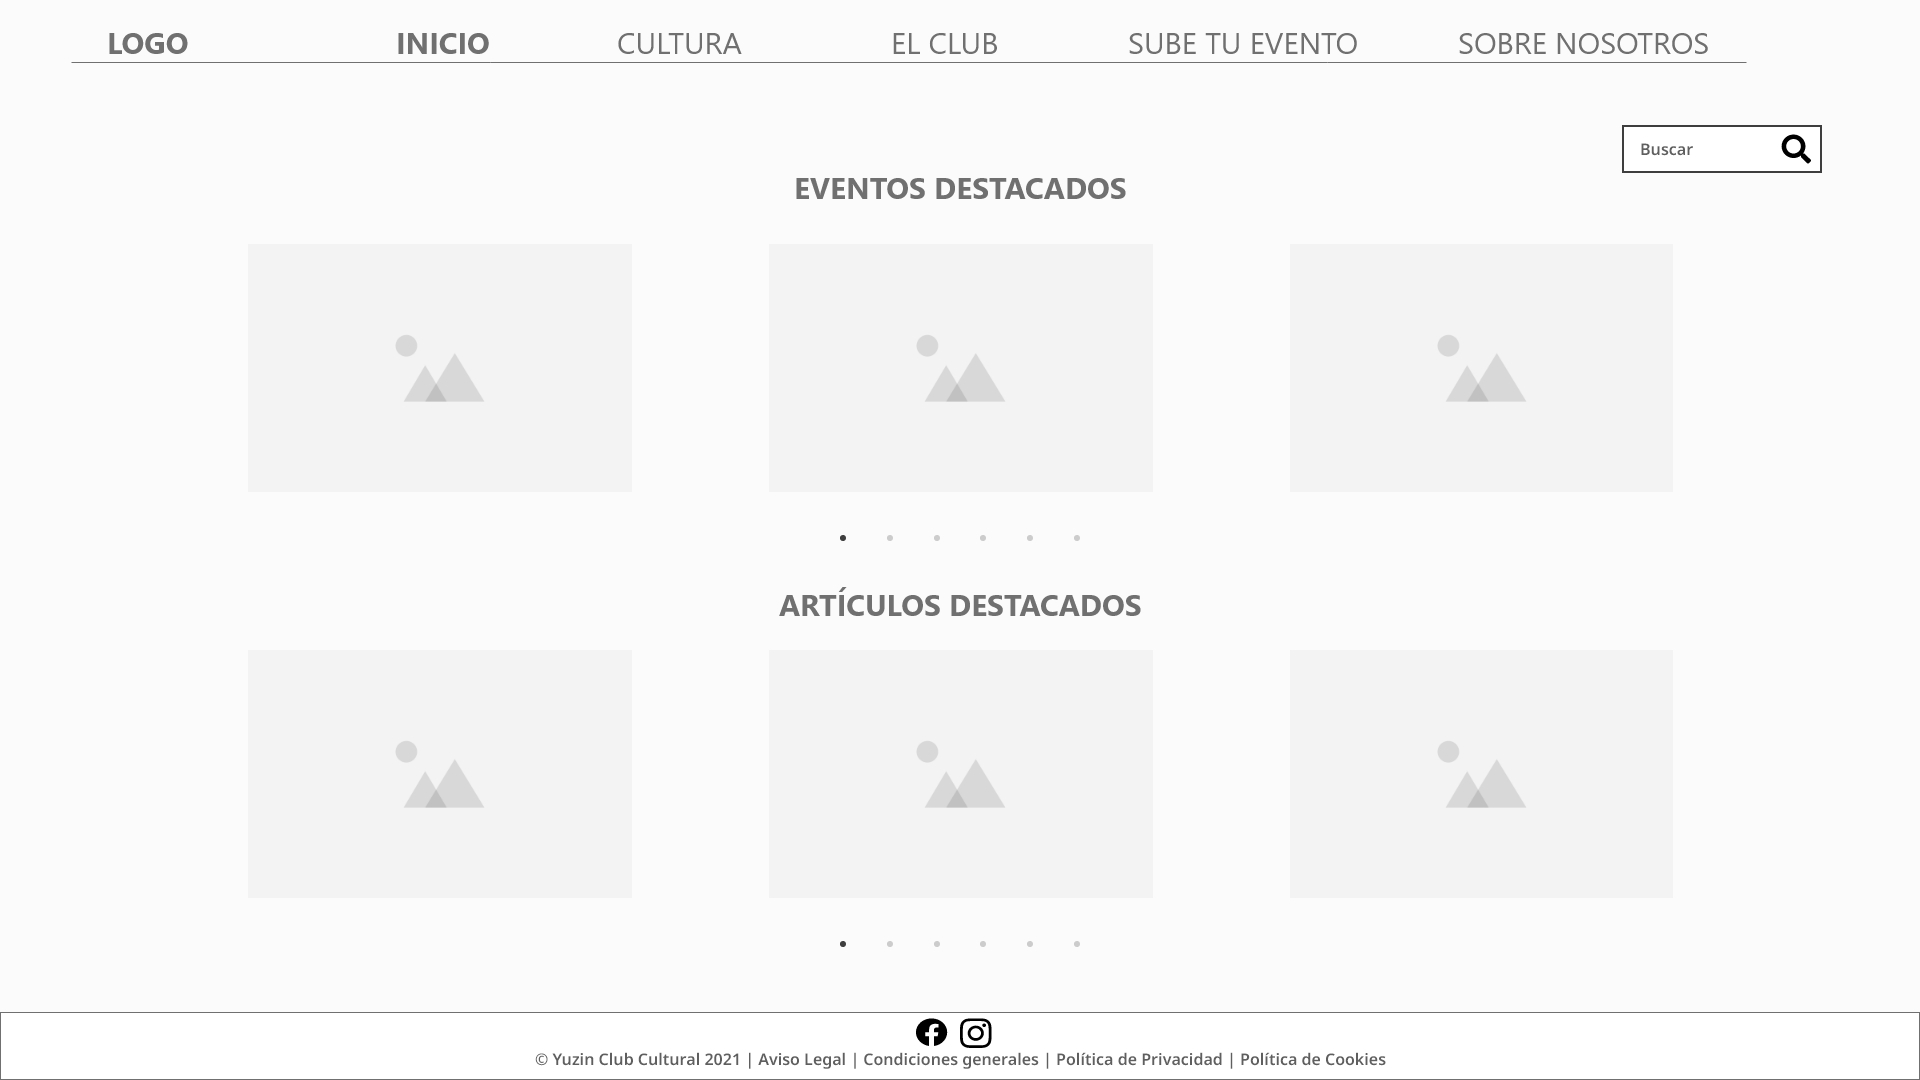 LOGO INICIO CULTURA EL CLUB SUBE TU EVENTO SOBRE NOSOTROS
Buscar
EVENTOS DESTACADOS
ARTÍCULOS DESTACADOS
© Yuzin Club Cultural 2021 | Aviso Legal | Condiciones generales | Política de Privacidad | Política de Cookies